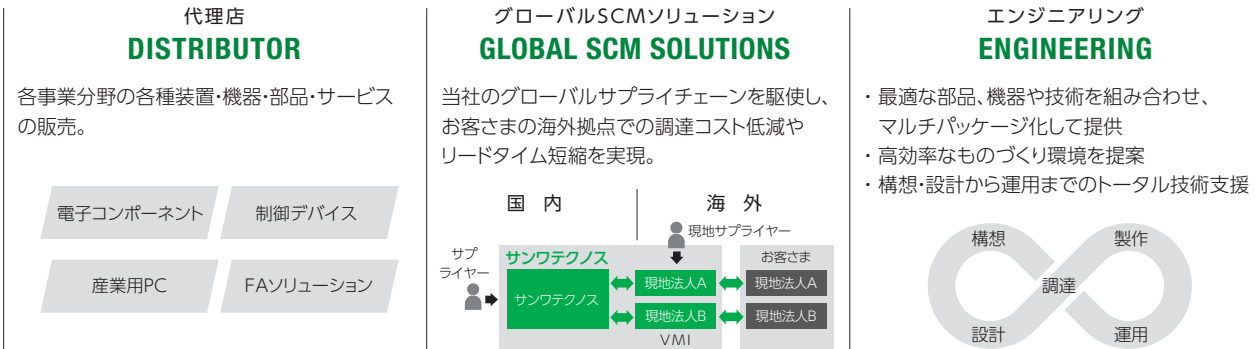 代理店
DISTRIBUTOR
各事業分野の各種装置・機器・部品・サービス
の販売。
電子コンポーネント
制御デバイス
産業用PC
FAソリューション
グローバルSCMソリューション
GLOBAL SCM SOLUTIONS
当社のグローバルサプライチェーンを駆使し、
お客さまの海外拠点での調達コスト低減や
リードタイム短縮を実現。
国 内
海 外
現地サプライヤー
サプ
ライヤー
サンワテクノス
お客さま
サンワテクノス
現地法人A
現地法人A
現地法人B
現地法人B
VMI
エンジニアリング
ENGINEERING
・最適な部品、機器や技術を組み合わせ、
マルチパッケージ化して提供
・高効率なものづくり環境を提案
・構想・設計から運用までのトータル技術支援
構想
製作
調達
設計
運用